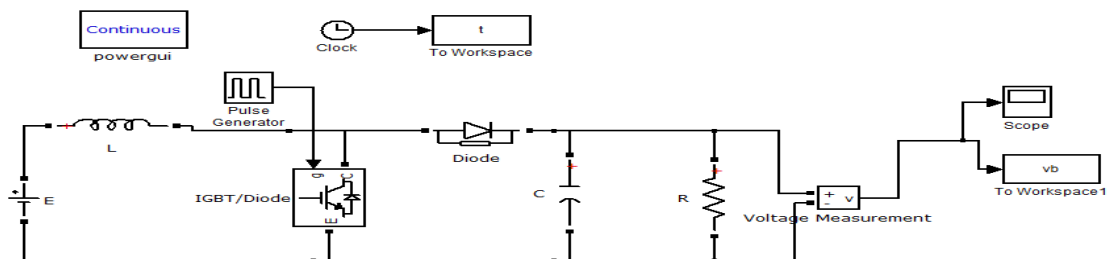 Continuous
powergui
Clock
t
To Workspace
Pulse
Generator
L
Diode
Scope
E
IGBT/Diode
g
C
E
C
R
+
-
v
Voltage Measurement
vb
To Workspace1